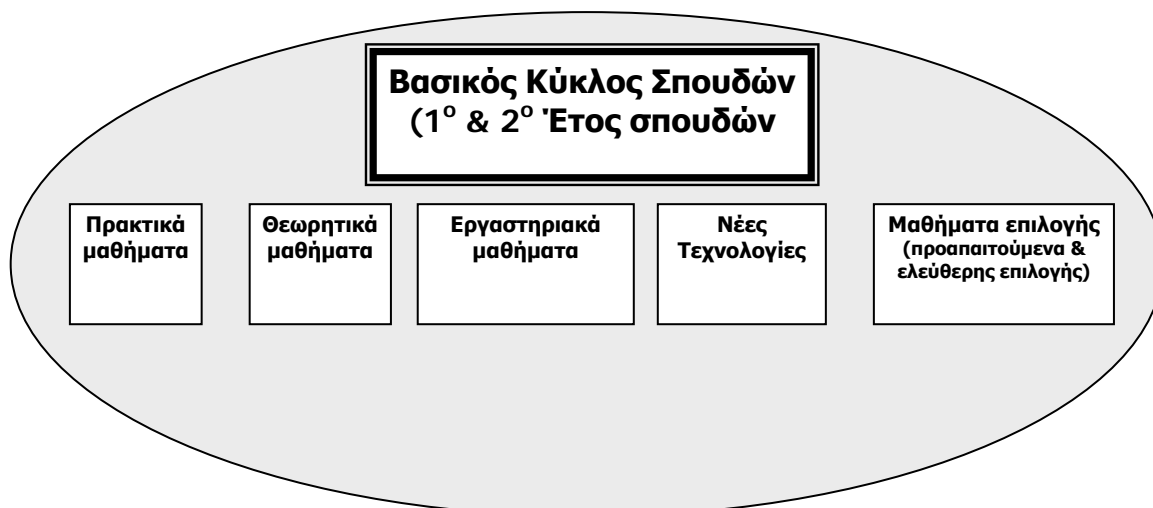 Βασικός Κύκλος Σπουδών
(1ο & 2ο Έτος σπουδών
Πρακτικά
μαθήματα
Θεωρητικά
μαθήματα
Εργαστηριακά
μαθήματα
Νέες
Τεχνολογίες
Μαθήματα επιλογής
(προαπαιτούμενα &
ελεύθερης επιλογής)